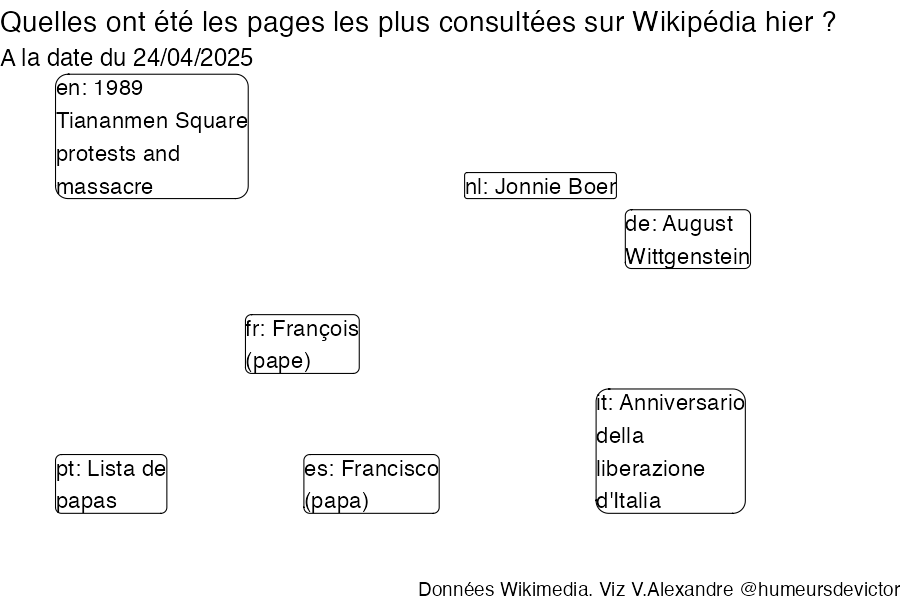 Quelles ont été les pages les plus consultées sur Wikipédia hier ?
A la date du 24/04/2025
en: 1989
Tiananmen Square
protests and
massacre
nl: Jonnie Boer
de: August
Wittgenstein
fr: François
(pape)
it: Anniversario
della
liberazione
d'Italia
pt: Lista de
papas
es: Francisco
(papa)
Données Wikimedia. Viz V.Alexandre @humeursdevictor